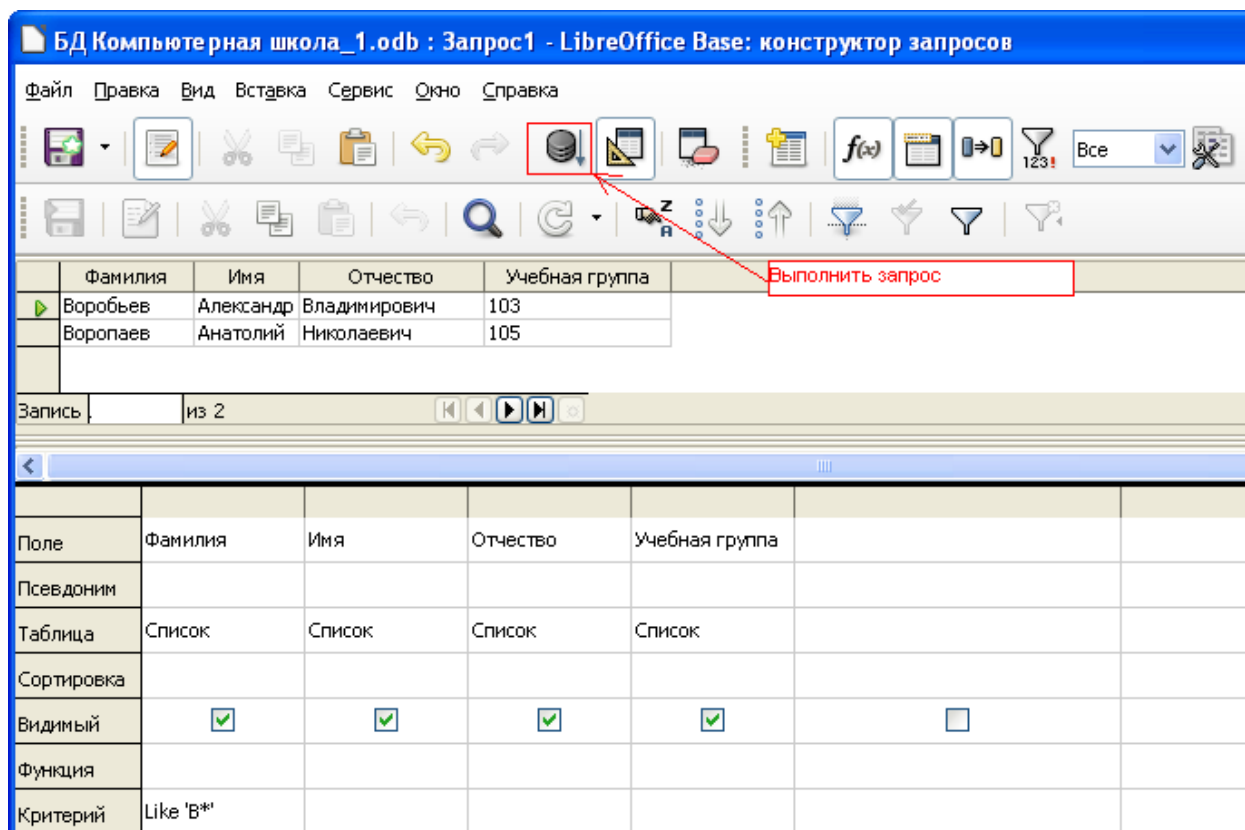 БД Компьютерная школа_1.odb : Запрос1 - LibreOffice Base: конструктор запросов
Файл Правка Вид Вставка Сервис Окно Справка
f(x) 123! Все
Z
A
Фамилия Имя Отчество Учебная группа Выполнить запрос
Воробьев Александр Владимирович 103
Воропаев Анатолий Николаевич 105
Запись из 2
Поле Фамилия Имя Отчество Учебная группа
Псевдоним
Таблица Список Список Список Список
Сортировка
Видимый
Функция
Критерий Like 'В*'